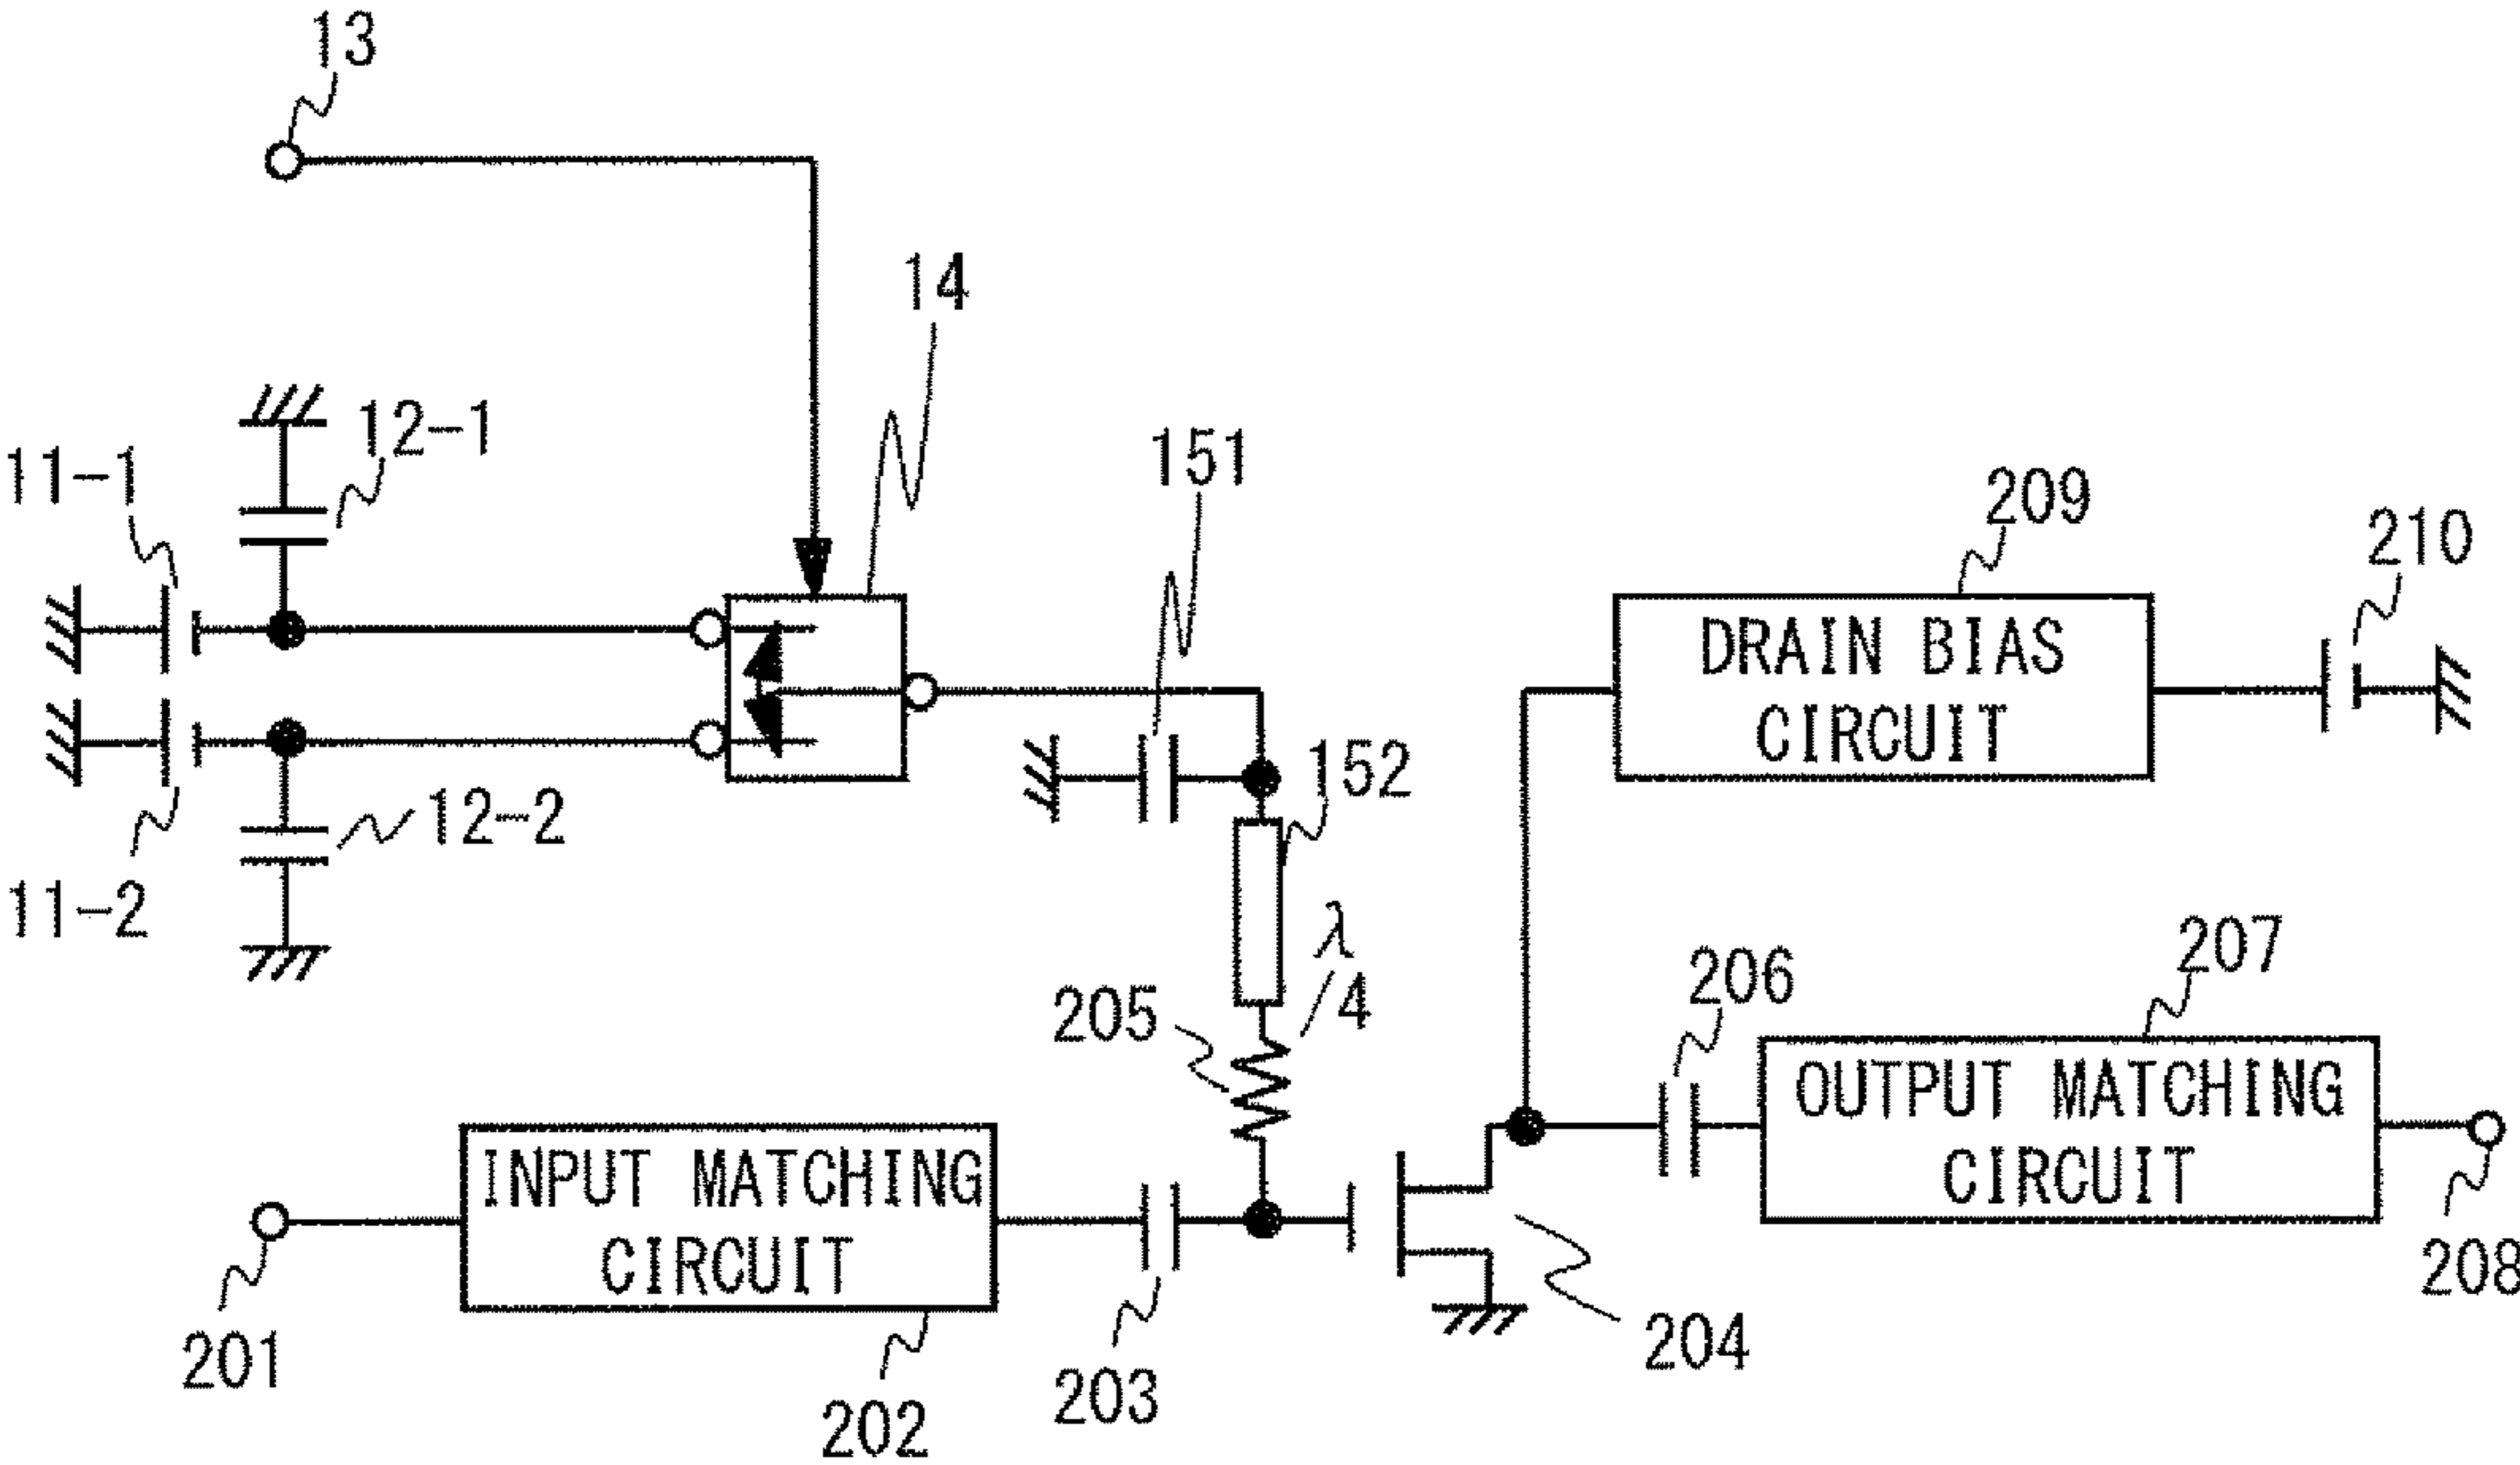 13
14
12-1
11-1
151
209
210
DRAIN BIAS
CIRCUIT
152
12-2
11-2
λ
/4
205
206
207
OUTPUT MATCHING
CIRCUIT
INPUT MATCHING
CIRCUIT
201
202
203
204
208